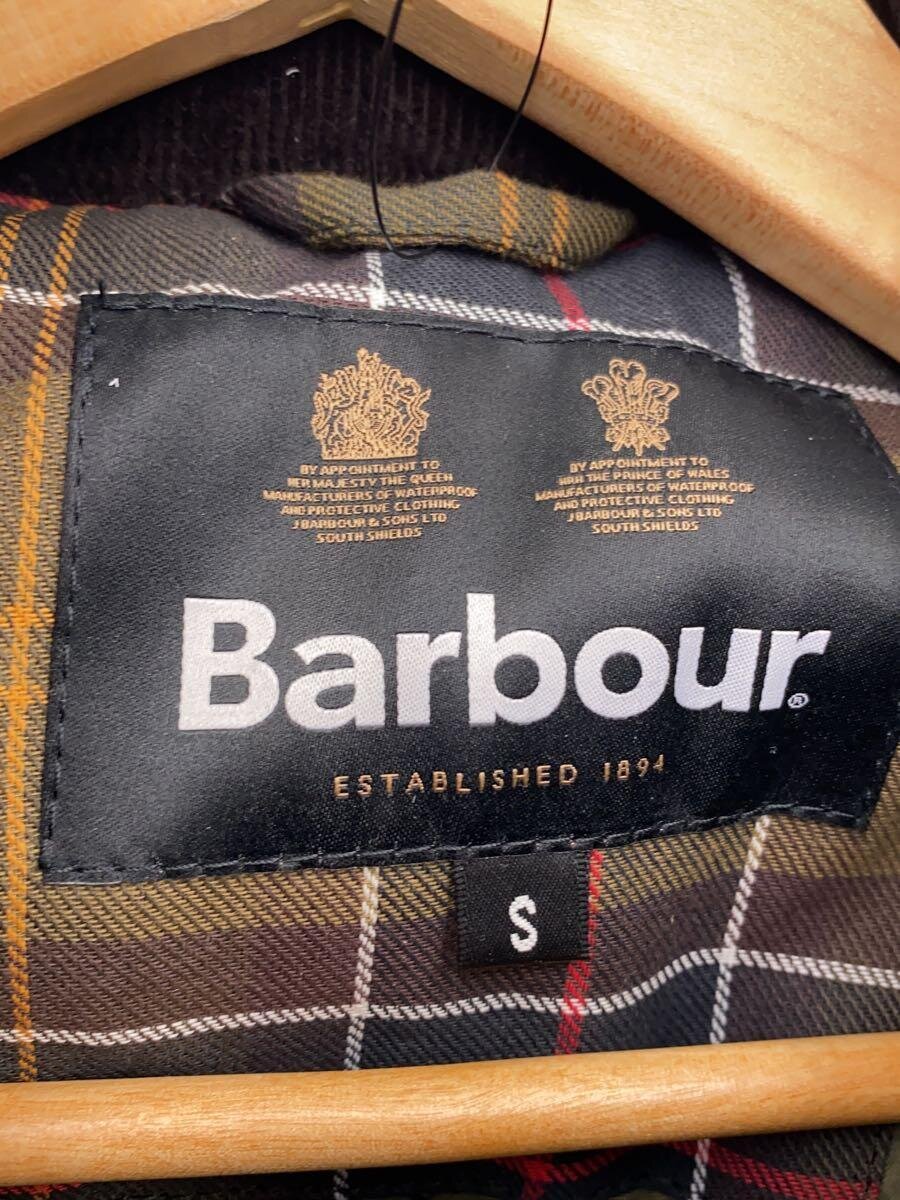 BY APPOINTMENT TO
HER MAJESTY THE QUEEN
MANUFACTURERS OF WATERPROOF
AND PROTECTIVE CLOTHING
J BARBOUR & SONS LTD
SOUTH SHIELDS
BY APPOINTMENT TO
HRH THE PRINCE OF WALES
MANUFACTURERS OF WATERPROOF
AND PROTECTIVE CLOTHING
J BARBOUR & SONS LTD
SOUTH SHIELDS
Barbour®
ESTABLISHED 1894
S